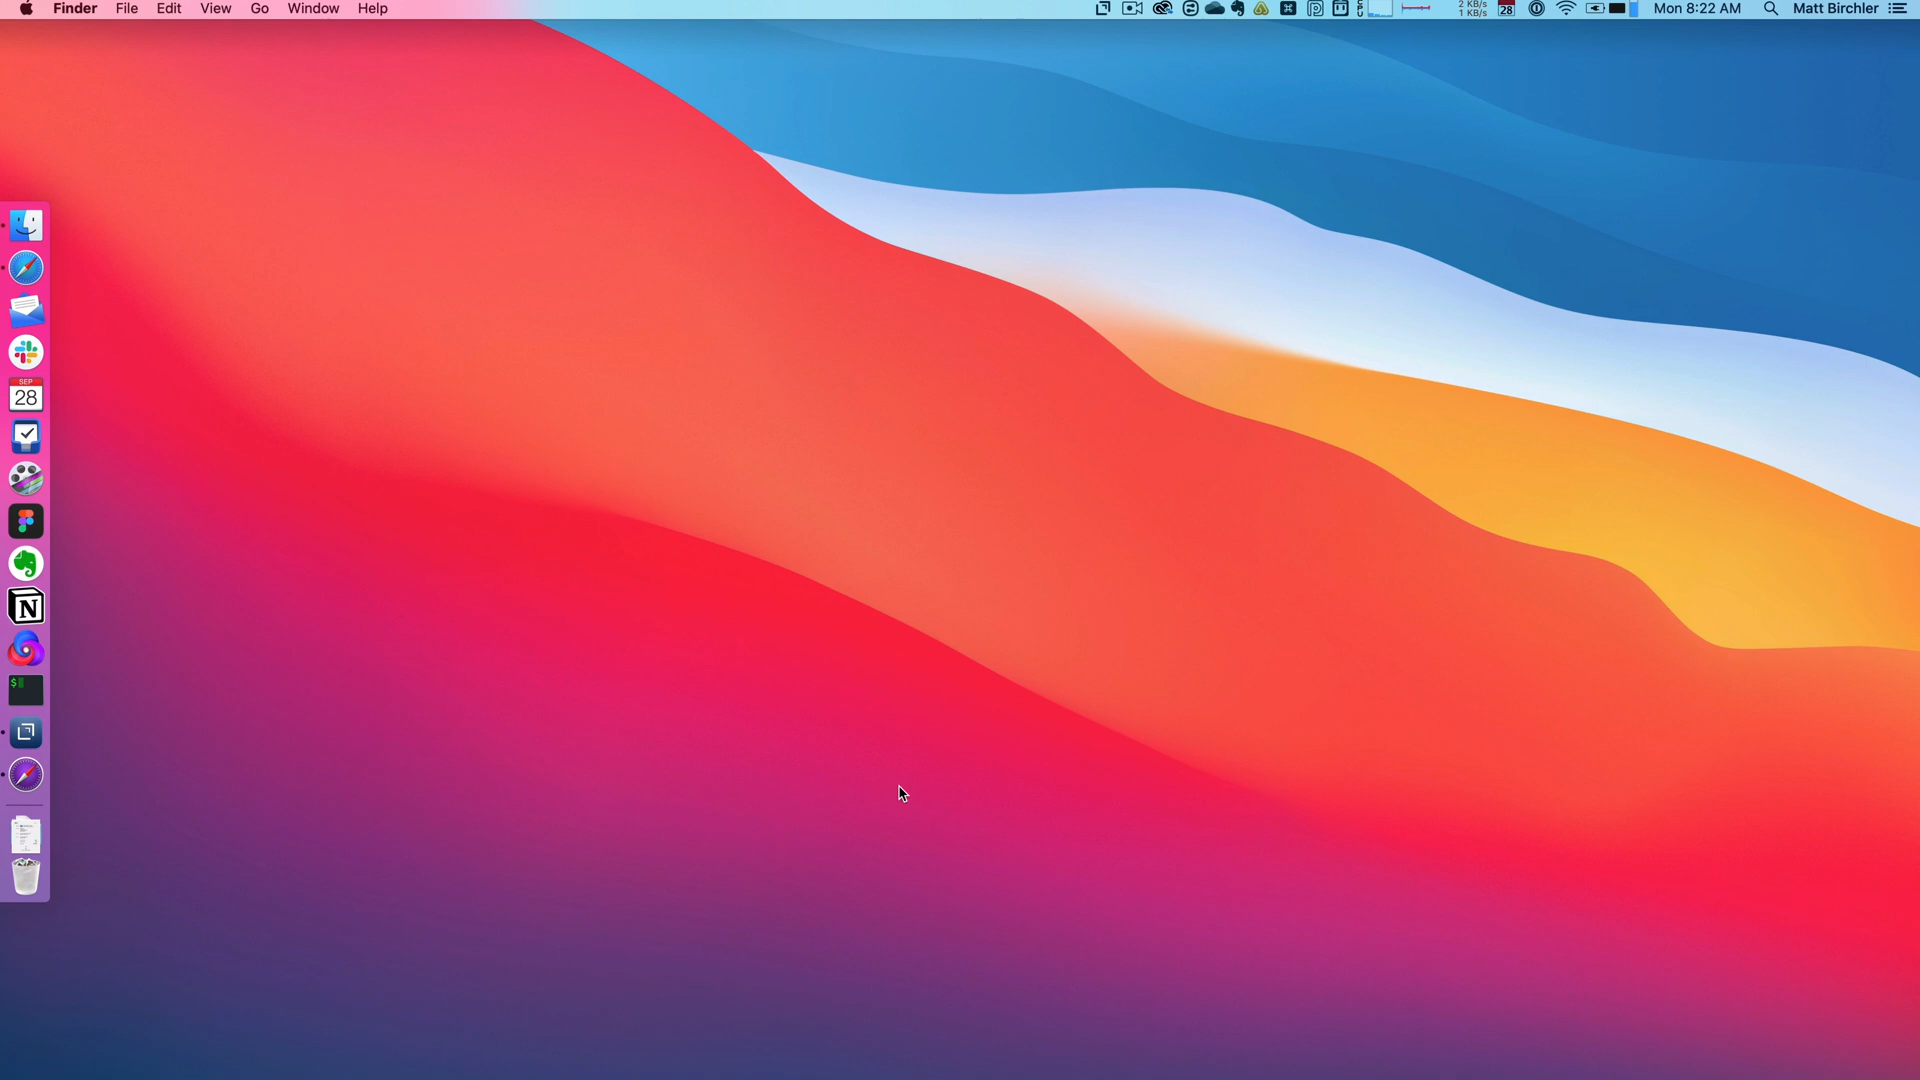 Finder File Edit View Go Window Help
2 KB/s
1 KB/s
28
Mon 8:22 AM
Matt Birchler
SEP
28
N
$